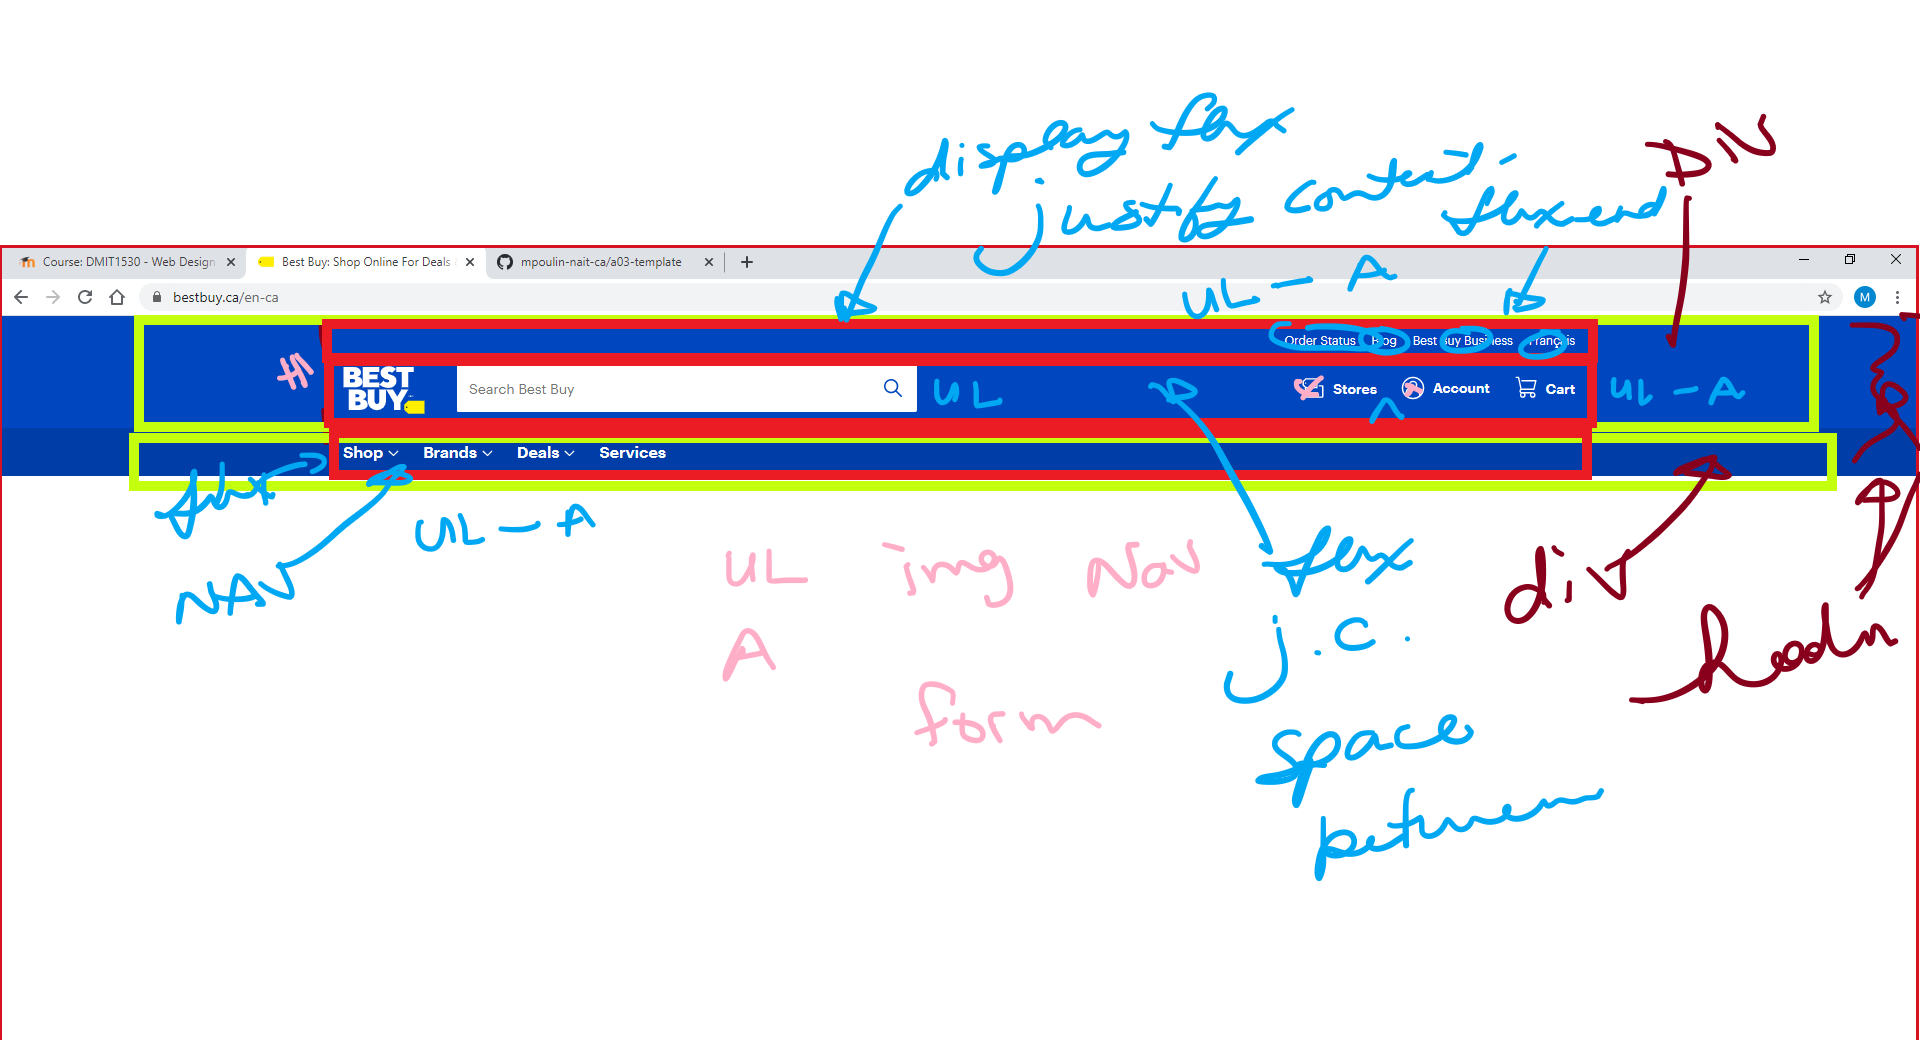 display flex
DIV
justify content-
flex-end
Course: DMIT1530 - Web Design
Best Buy: Shop Online For Deals
mpoulin-nait-ca/a03-template
UL - A
bestbuy.ca/en-ca
M
Order Status Blog Best Buy Business Français
H1
BEST BUY
Search Best Buy
UL
Stores Account Cart
UL - A
A
Shop Brands Deals Services
flex
UL - A
NAV
UL img Nav
flex
div
A
j.c.
header
form
space
between